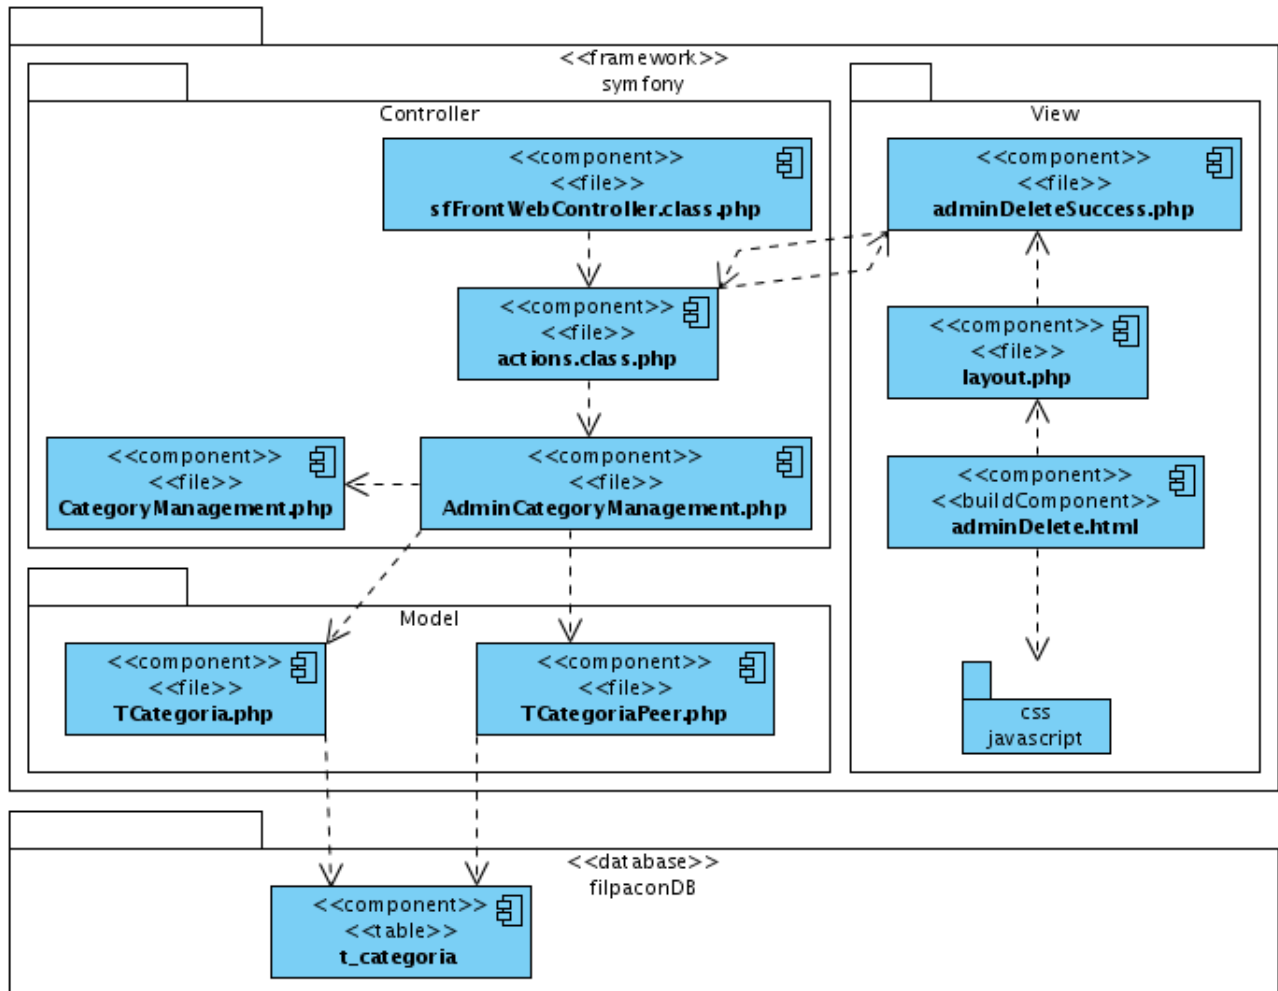 <<framework>>
symfony
Controller
<<component>>
<<file>>
sfFrontWebController.class.php
<<component>>
<<file>>
actions.class.php
<<component>>
<<file>>
CategoryManagement.php
<<component>>
<<file>>
AdminCategoryManagement.php
View
<<component>>
<<file>>
adminDeleteSuccess.php
<<component>>
<<file>>
layout.php
<<component>>
<<buildComponent>>
adminDelete.html
css
javascript
Model
<<component>>
<<file>>
TCategoria.php
<<component>>
<<file>>
TCategoriaPeer.php
<<database>>
filpaconDB
<<component>>
<<table>>
t_categoria